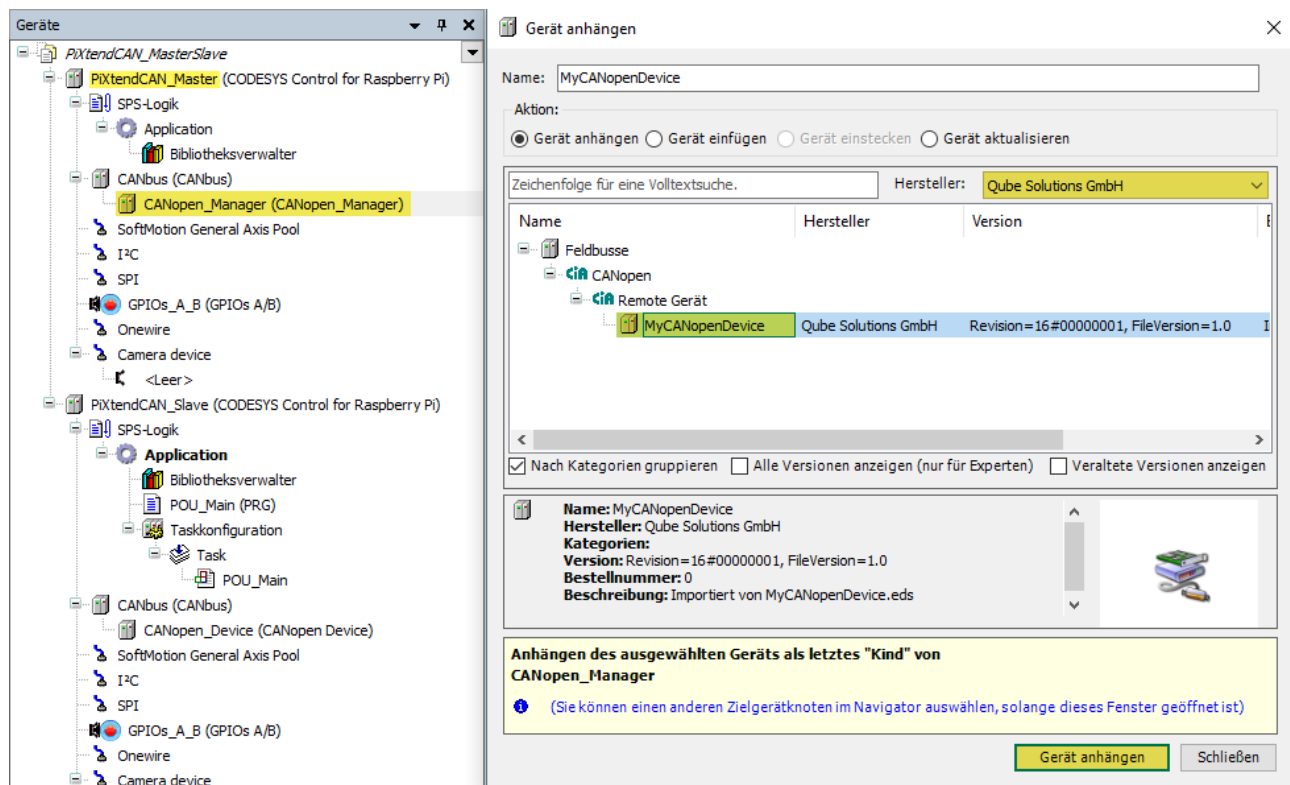 Geräte
PiXtendCAN_MasterSlave
PiXtendCAN_Master (CODESYS Control for Raspberry Pi)
SPS-Logik
Application
Bibliotheksverwalter
CANbus (CANbus)
CANopen_Manager (CANopen_Manager)
SoftMotion General Axis Pool
I²C
SPI
GPIOs_A_B (GPIOs A/B)
Onewire
Camera device
<Leer>
PiXtendCAN_Slave (CODESYS Control for Raspberry Pi)
SPS-Logik
Application
Bibliotheksverwalter
POU_Main (PRG)
Taskkonfiguration
Task
POU_Main
CANbus (CANbus)
CANopen_Device (CANopen Device)
SoftMotion General Axis Pool
I²C
SPI
GPIOs_A_B (GPIOs A/B)
Onewire
Camera device
Gerät anhängen
Name: MyCANopenDevice
Aktion:
Gerät anhängen Gerät einfügen Gerät einstecken Gerät aktualisieren
Zeichenfolge für eine Volltextsuche. Hersteller: Qube Solutions GmbH
Name Hersteller Version
Feldbusse
CiA CANopen
CiA Remote Gerät
MyCANopenDevice Qube Solutions GmbH Revision=16#00000001, FileVersion=1.0
Nach Kategorien gruppieren Alle Versionen anzeigen (nur für Experten) Veraltete Versionen anzeigen
Name: MyCANopenDevice
Hersteller: Qube Solutions GmbH
Kategorien:
Version: Revision=16#00000001, FileVersion=1.0
Bestellnummer: 0
Beschreibung: Importiert von MyCANopenDevice.eds
Anhängen des ausgewählten Geräts als letztes "Kind" von
CANopen_Manager
(Sie können einen anderen Zielgerätknoten im Navigator auswählen, solange dieses Fenster geöffnet ist)
Gerät anhängen Schließen